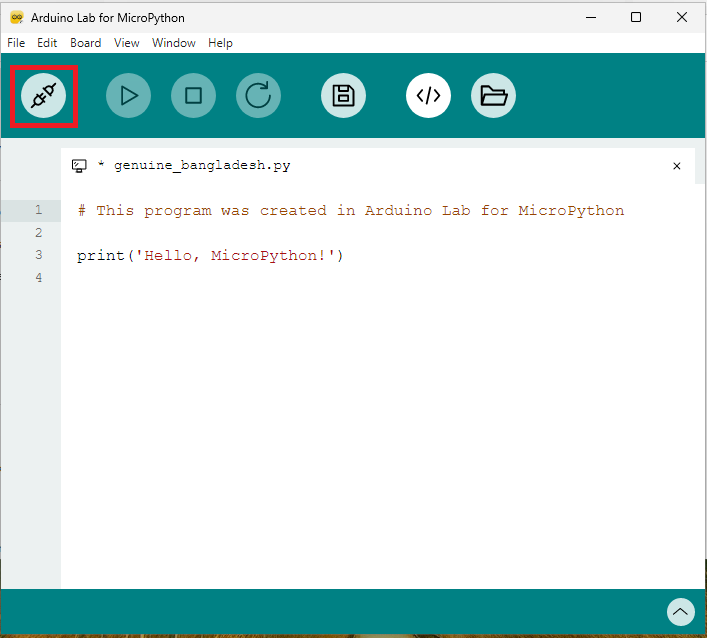 Arduino Lab for MicroPython
File Edit Board View Window Help
* genuine_bangladesh.py
1 # This program was created in Arduino Lab for MicroPython
2
3 print('Hello, MicroPython!')
4